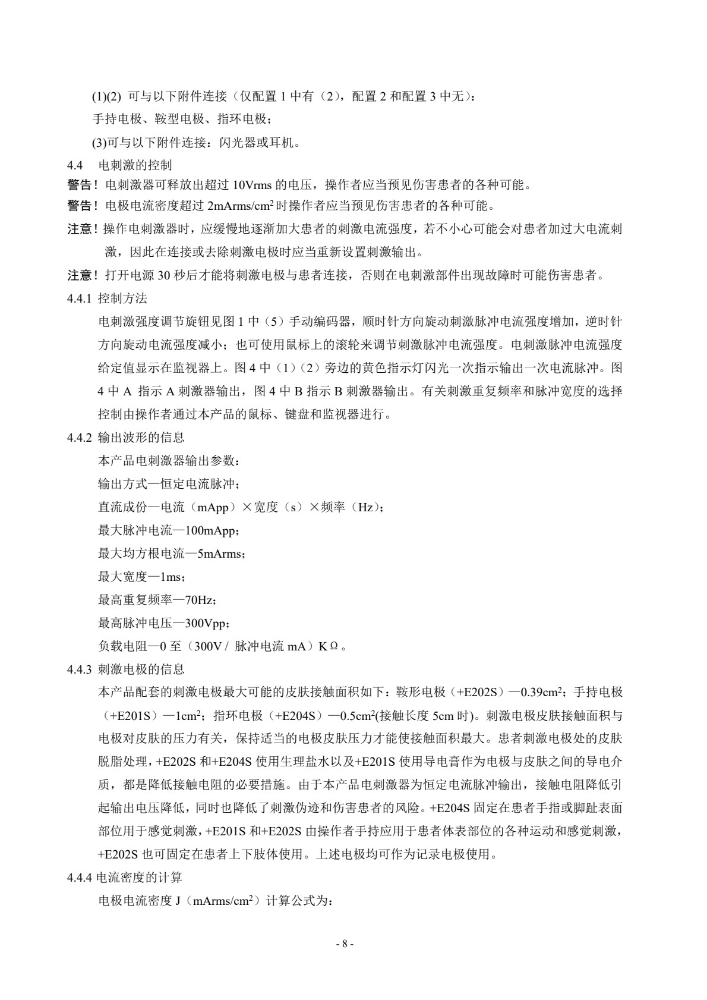 (1)(2) 可与以下附件连接（仅配置 1 中有（2），配置 2 和配置 3 中无）：
手持电极、鞍型电极、指环电极；
(3)可与以下附件连接：闪光器或耳机。
4.4 电刺激的控制
警告！电刺激器可释放出超过 10Vrms 的电压，操作者应当预见伤害患者的各种可能。
警告！电极电流密度超过 2mArms/cm²时操作者应当预见伤害患者的各种可能。
注意！操作电刺激器时，应缓慢地逐渐加大患者的刺激电流强度，若不小心可能会对患者加过大电流刺
激，因此在连接或去除刺激电极时应当重新设置刺激输出。
注意！打开电源 30 秒后才能将刺激电极与患者连接，否则在电刺激部件出现故障时可能伤害患者。
4.4.1 控制方法
电刺激强度调节旋钮见图 1 中（5）手动编码器，顺时针方向旋动刺激脉冲电流强度增加，逆时针
方向旋动电流强度减小；也可使用鼠标上的滚轮来调节刺激脉冲电流强度。电刺激脉冲电流强度
给定值显示在监视器上。图 4 中（1）（2）旁边的黄色指示灯闪光一次指示输出一次电流脉冲。图
4 中 A 指示 A 刺激器输出，图 4 中 B 指示 B 刺激器输出。有关刺激重复频率和脉冲宽度的选择
控制由操作者通过本产品的鼠标、键盘和监视器进行。
4.4.2 输出波形的信息
本产品电刺激器输出参数：
输出方式—恒定电流脉冲；
直流成份—电流（mApp）×宽度（s）×频率（Hz）；
最大脉冲电流—100mApp；
最大均方根电流—5mArms；
最大宽度—1ms；
最高重复频率—70Hz；
最高脉冲电压—300Vpp；
负载电阻—0 至（300V / 脉冲电流 mA）KΩ。
4.4.3 刺激电极的信息
本产品配套的刺激电极最大可能的皮肤接触面积如下：鞍形电极（+E202S）—0.39cm²；手持电极
（+E201S）—1cm²；指环电极（+E204S）—0.5cm²(接触长度 5cm 时)。刺激电极皮肤接触面积与
电极对皮肤的压力有关，保持适当的电极皮肤压力才能使接触面积最大。患者刺激电极处的皮肤
脱脂处理，+E202S 和+E204S 使用生理盐水以及+E201S 使用导电膏作为电极与皮肤之间的导电介
质，都是降低接触电阻的必要措施。由于本产品电刺激器为恒定电流脉冲输出，接触电阻降低引
起输出电压降低，同时也降低了刺激伪迹和伤害患者的风险。+E204S 固定在患者手指或脚趾表面
部位用于感觉刺激，+E201S 和+E202S 由操作者手持应用于患者体表部位的各种运动和感觉刺激，
+E202S 也可固定在患者上下肢体使用。上述电极均可作为记录电极使用。
4.4.4 电流密度的计算
电极电流密度 J（mArms/cm²）计算公式为：
- 8 -